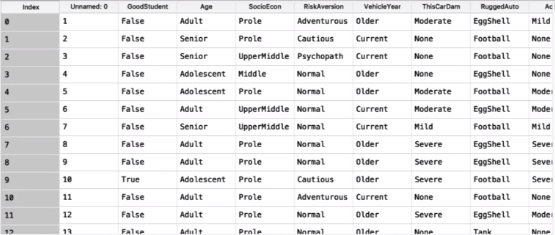 Index Unnamed: 0 GoodStudent Age SocioEcon RiskAversion VehicleYear ThisCarDam RuggedAuto Ac
0 1 False Adult Prole Adventurous Older Moderate EggShell Mild
1 2 False Senior Prole Cautious Current None Football None
2 3 False Senior UpperMiddle Psychopath Current None Football None
3 4 False Adolescent Middle Normal Older None EggShell None
4 5 False Adolescent Prole Normal Older Moderate Football Moder
5 6 False Adult UpperMiddle Normal Current Moderate EggShell Moder
6 7 False Senior UpperMiddle Normal Current Mild Football Mild
7 8 False Adult Prole Normal Older Severe EggShell Sever
8 9 False Adult Prole Normal Older Severe EggShell Sever
9 10 True Adolescent Prole Cautious Older Severe Football Sever
10 11 False Adult Prole Adventurous Current None Football None
11 12 False Adult Prole Normal Older Severe EggShell Moder
12 13 False Adult Prole Normal Older None Tank None